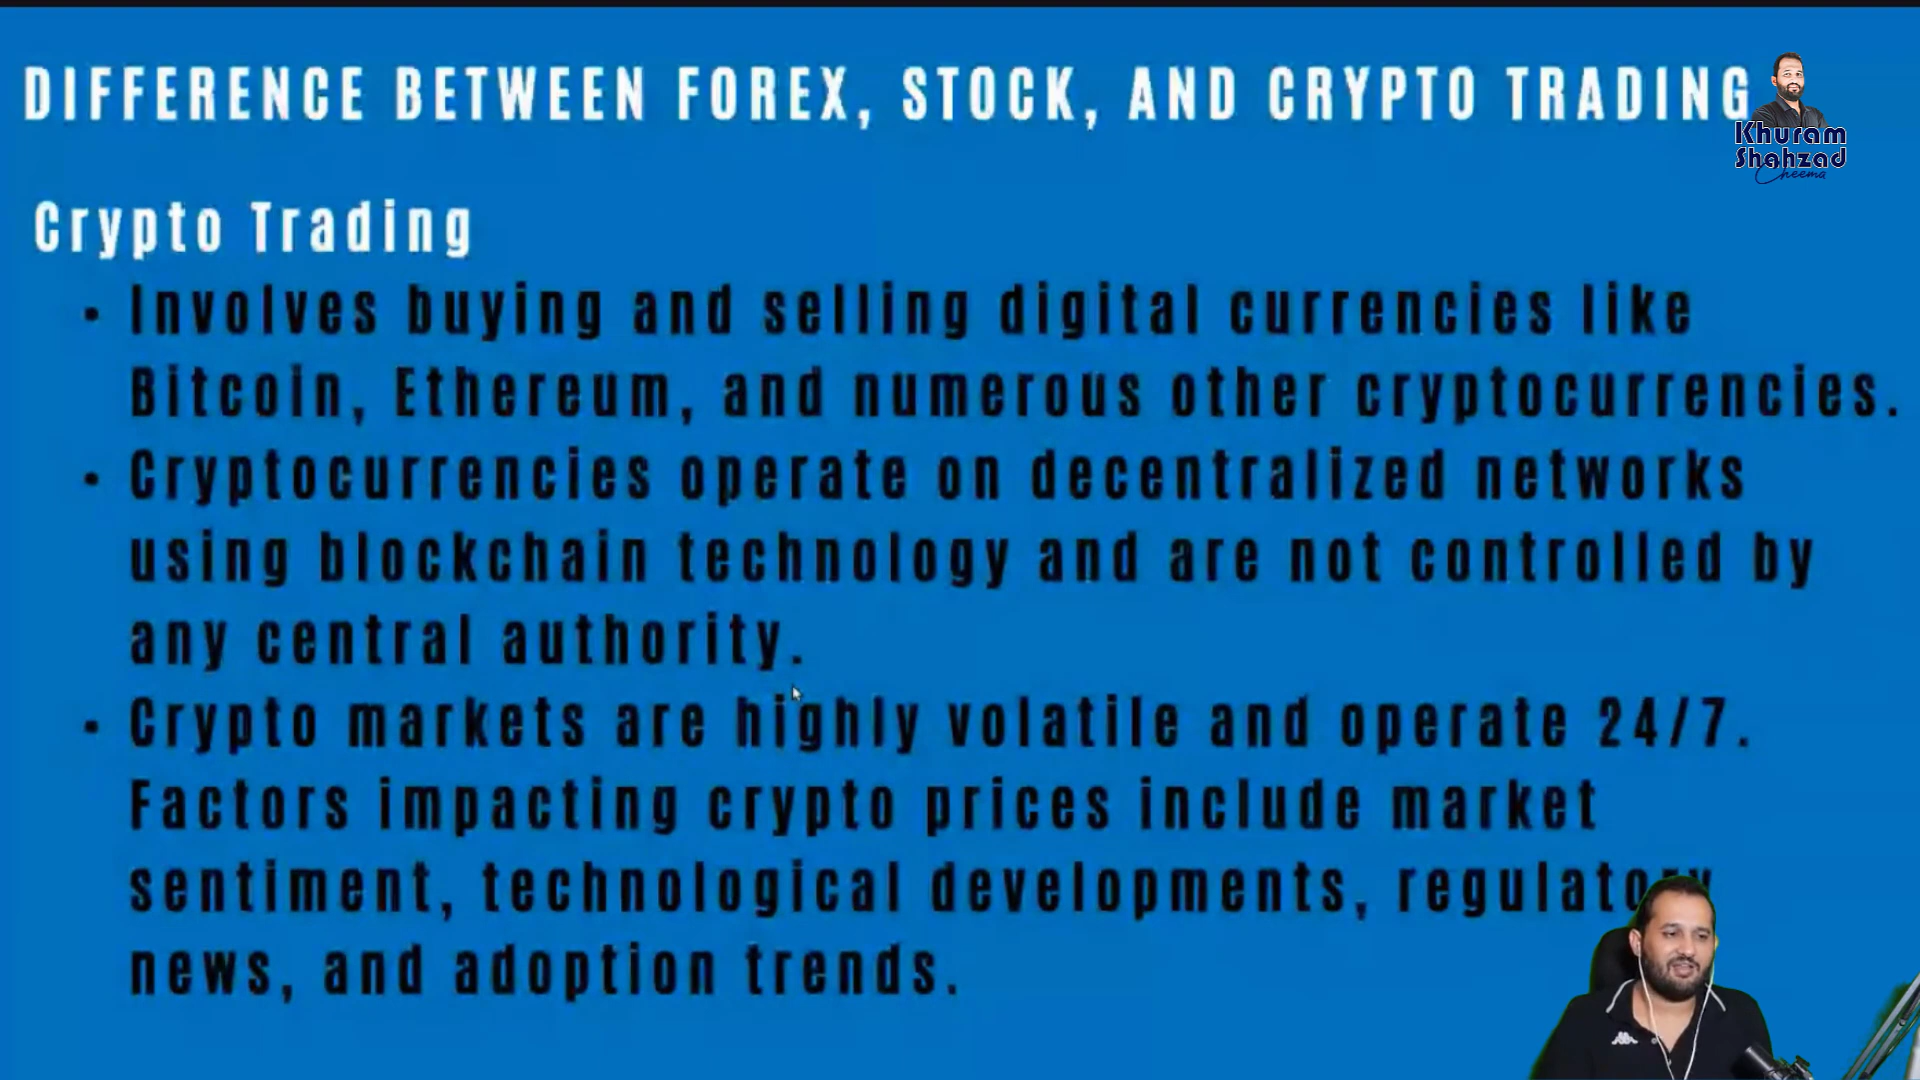 DIFFERENCE BETWEEN FOREX, STOCK, AND CRYPTO TRADING
Khuram
Shahzad
Cheema
Crypto Trading
• Involves buying and selling digital currencies like
Bitcoin, Ethereum, and numerous other cryptocurrencies.
• Cryptocurrencies operate on decentralized networks
using blockchain technology and are not controlled by
any central authority.
• Crypto markets are highly volatile and operate 24/7.
Factors impacting crypto prices include market
sentiment, technological developments, regulatory
news, and adoption trends.